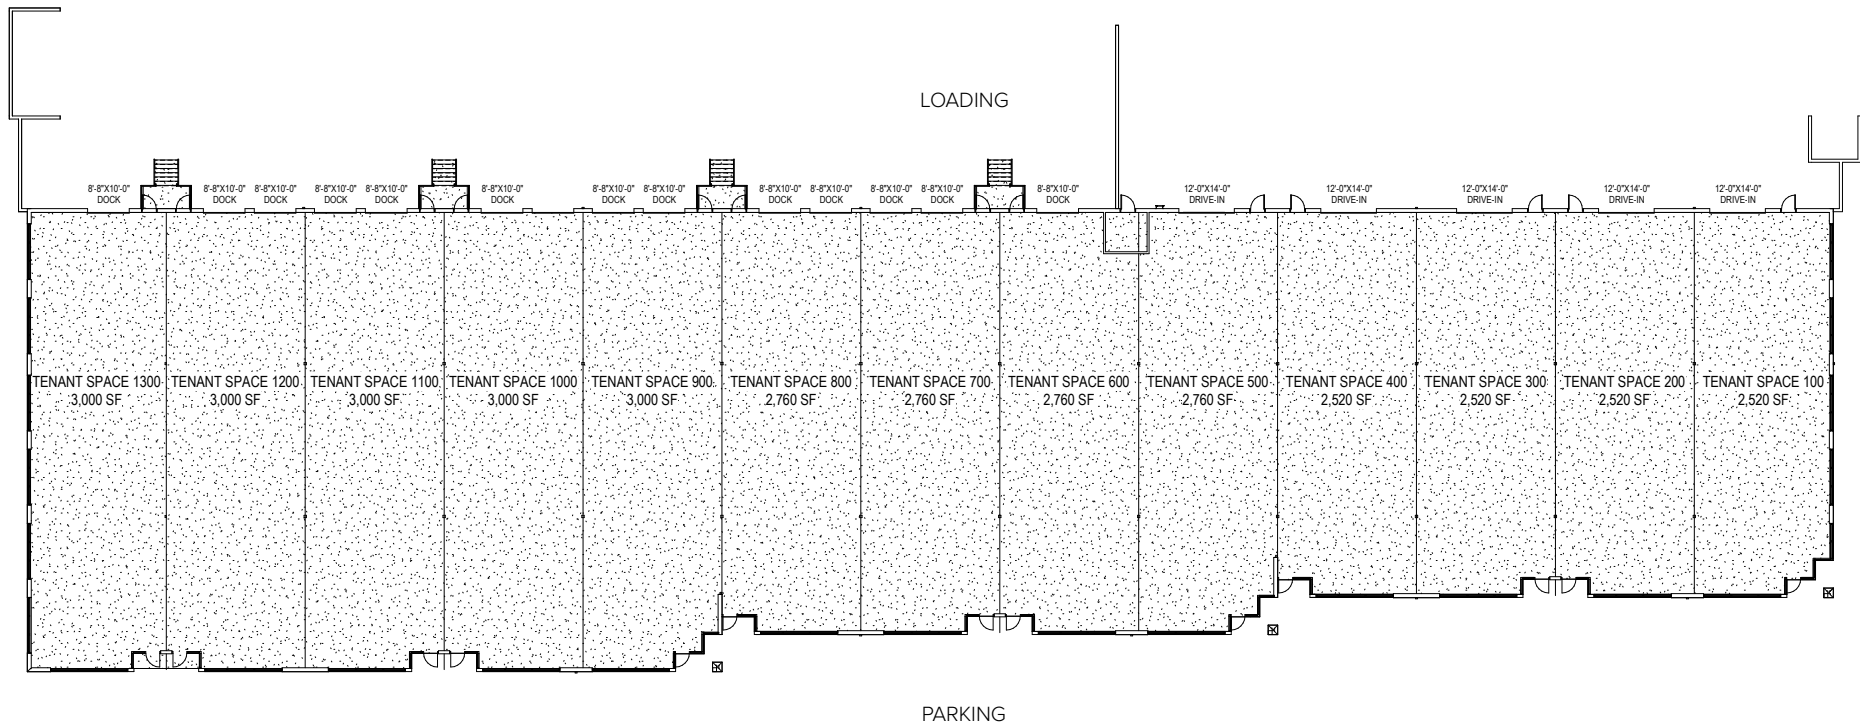 LOADING
8'-8"X10'-0"
DOCK
8'-8"X10'-0"
DOCK
8'-8"X10'-0"
DOCK
8'-8"X10'-0"
DOCK
8'-8"X10'-0"
DOCK
8'-8"X10'-0"
DOCK
8'-8"X10'-0"
DOCK
8'-8"X10'-0"
DOCK
8'-8"X10'-0"
DOCK
8'-8"X10'-0"
DOCK
8'-8"X10'-0"
DOCK
8'-8"X10'-0"
DOCK
8'-8"X10'-0"
DOCK
12'-0"X14'-0"
DRIVE-IN
12'-0"X14'-0"
DRIVE-IN
12'-0"X14'-0"
DRIVE-IN
12'-0"X14'-0"
DRIVE-IN
12'-0"X14'-0"
DRIVE-IN
TENANT SPACE 1300
3,000 SF
TENANT SPACE 1200
3,000 SF
TENANT SPACE 1100
3,000 SF
TENANT SPACE 1000
3,000 SF
TENANT SPACE 900
3,000 SF
TENANT SPACE 800
2,760 SF
TENANT SPACE 700
2,760 SF
TENANT SPACE 600
2,760 SF
TENANT SPACE 500
2,760 SF
TENANT SPACE 400
2,520 SF
TENANT SPACE 300
2,520 SF
TENANT SPACE 200
2,520 SF
TENANT SPACE 100
2,520 SF
PARKING